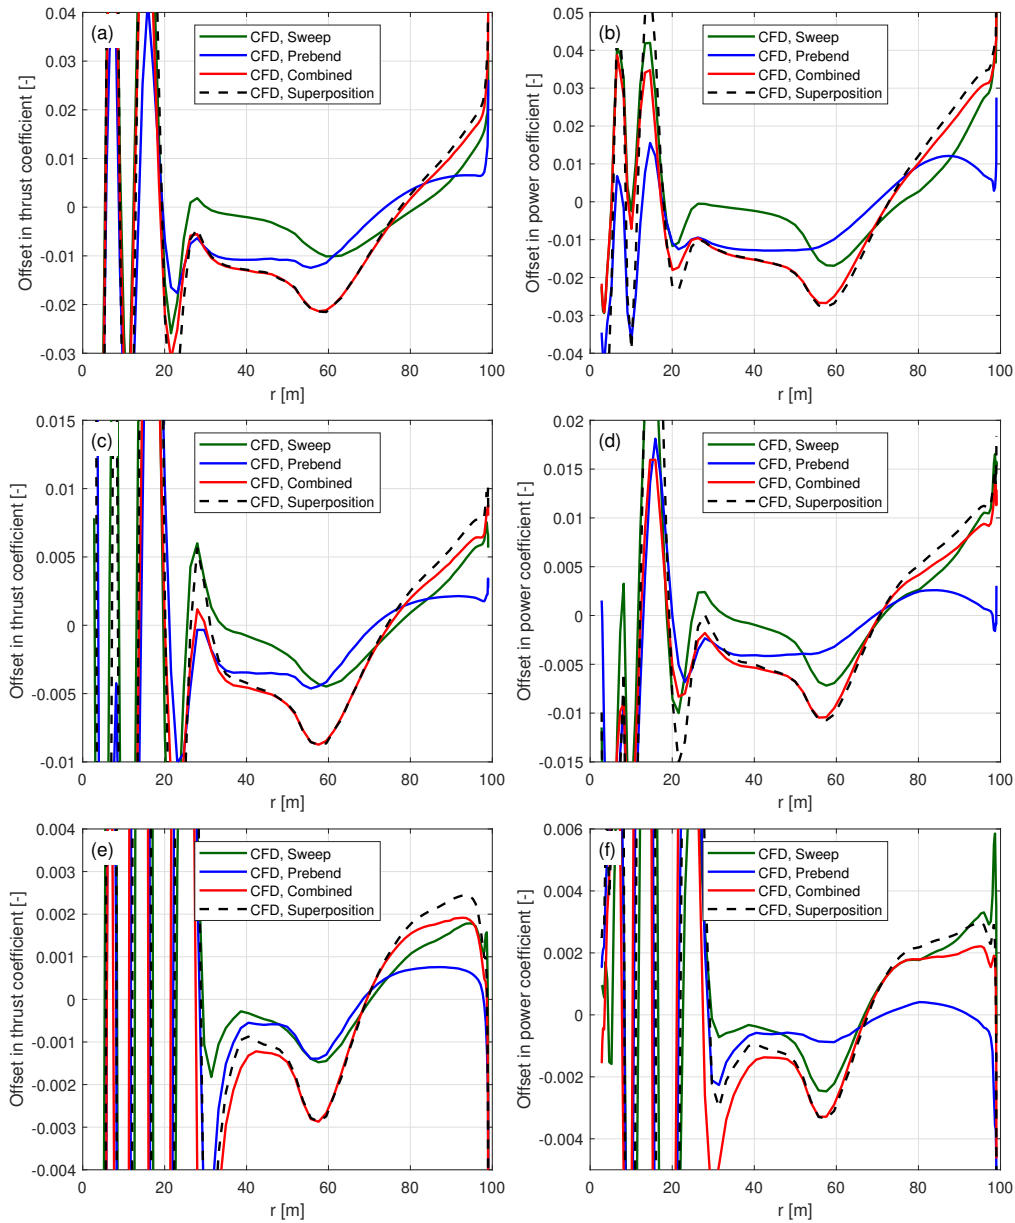 (a)
CFD, Sweep
CFD, Prebend
CFD, Combined
CFD, Superposition
Offset in thrust coefficient [-]
0.04
0.03
0.02
0.01
0
-0.01
-0.02
-0.03
0 20 40 60 80 100
r [m]
(b)
CFD, Sweep
CFD, Prebend
CFD, Combined
CFD, Superposition
Offset in power coefficient [-]
0.05
0.04
0.03
0.02
0.01
0
-0.01
-0.02
-0.03
-0.04
0 20 40 60 80 100
r [m]
(c)
CFD, Sweep
CFD, Prebend
CFD, Combined
CFD, Superposition
Offset in thrust coefficient [-]
0.015
0.01
0.005
0
-0.005
-0.01
0 20 40 60 80 100
r [m]
(d)
CFD, Sweep
CFD, Prebend
CFD, Combined
CFD, Superposition
Offset in power coefficient [-]
0.02
0.015
0.01
0.005
0
-0.005
-0.01
-0.015
0 20 40 60 80 100
r [m]
(e)
CFD, Sweep
CFD, Prebend
CFD, Combined
CFD, Superposition
Offset in thrust coefficient [-]
0.004
0.003
0.002
0.001
0
-0.001
-0.002
-0.003
-0.004
0 20 40 60 80 100
r [m]
(f)
CFD, Sweep
CFD, Prebend
CFD, Combined
CFD, Superposition
Offset in power coefficient [-]
0.006
0.004
0.002
0
-0.002
-0.004
0 20 40 60 80 100
r [m]